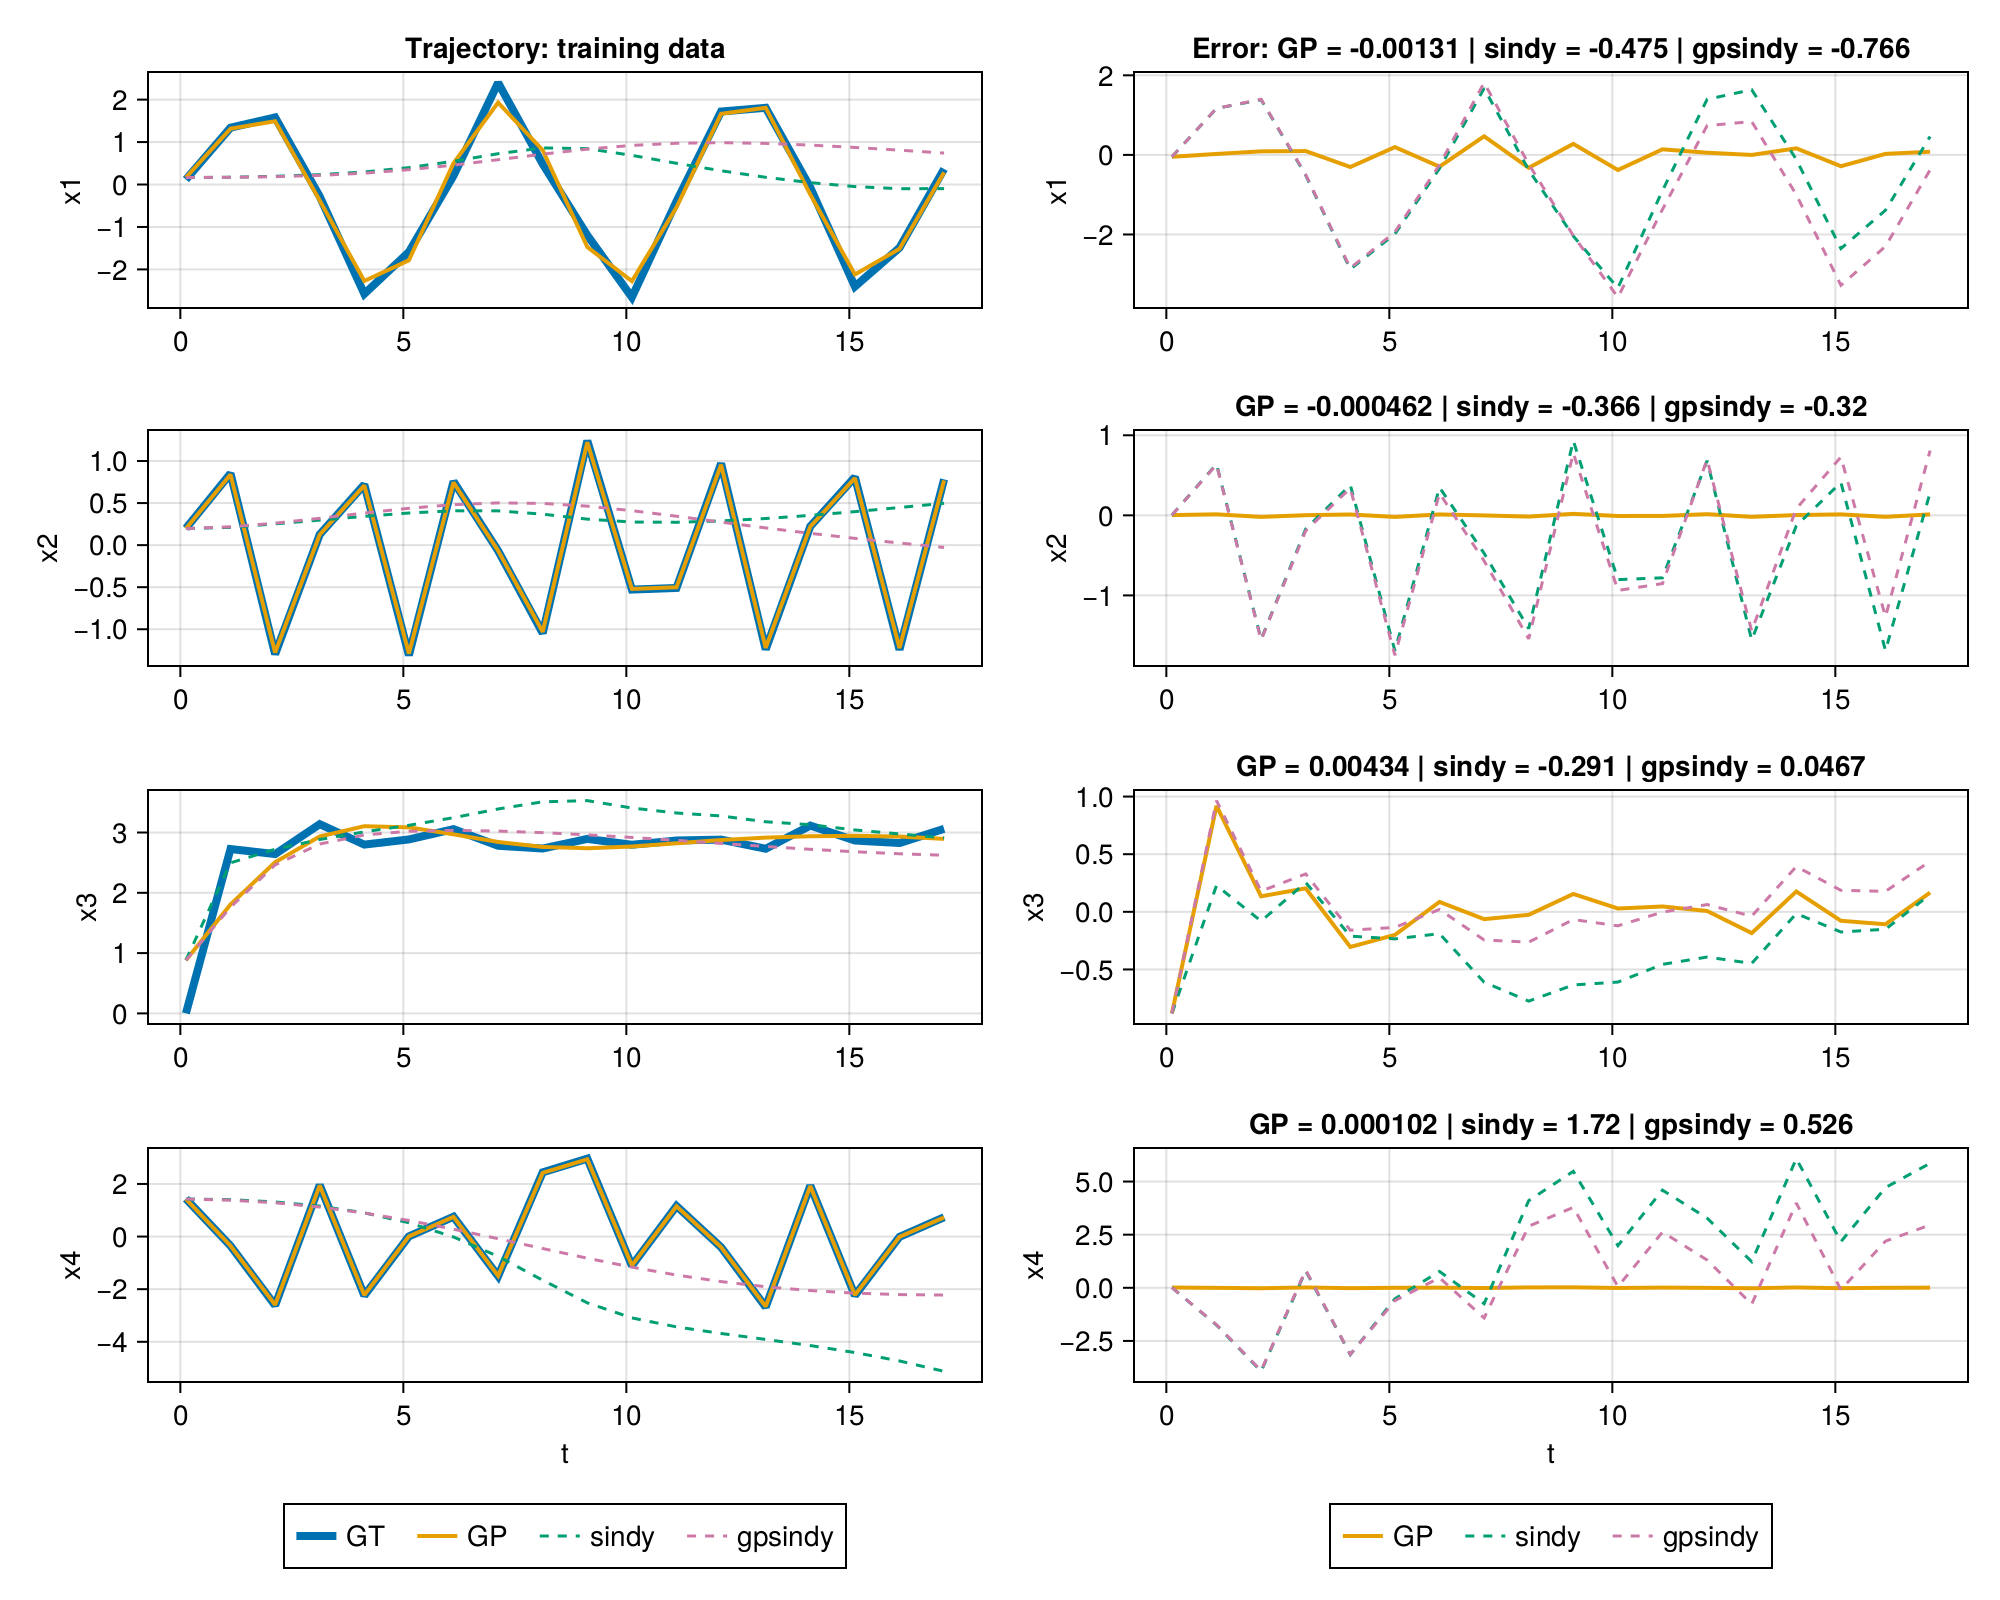 Trajectory: training data
2
1
0
−1
−2
x1
0 5 10 15
Error: GP = -0.00131 | sindy = -0.475 | gpsindy = -0.766
2
0
−2
x1
0 5 10 15
1.0
0.5
0.0
−0.5
−1.0
x2
0 5 10 15
GP = -0.000462 | sindy = -0.366 | gpsindy = -0.32
1
0
−1
x2
0 5 10 15
3
2
1
0
x3
0 5 10 15
GP = 0.00434 | sindy = -0.291 | gpsindy = 0.0467
1.0
0.5
0.0
−0.5
x3
0 5 10 15
2
0
−2
−4
x4
0 5 10 15
t
GP = 0.000102 | sindy = 1.72 | gpsindy = 0.526
5.0
2.5
0.0
−2.5
x4
0 5 10 15
t
GT GP sindy gpsindy
GP sindy gpsindy